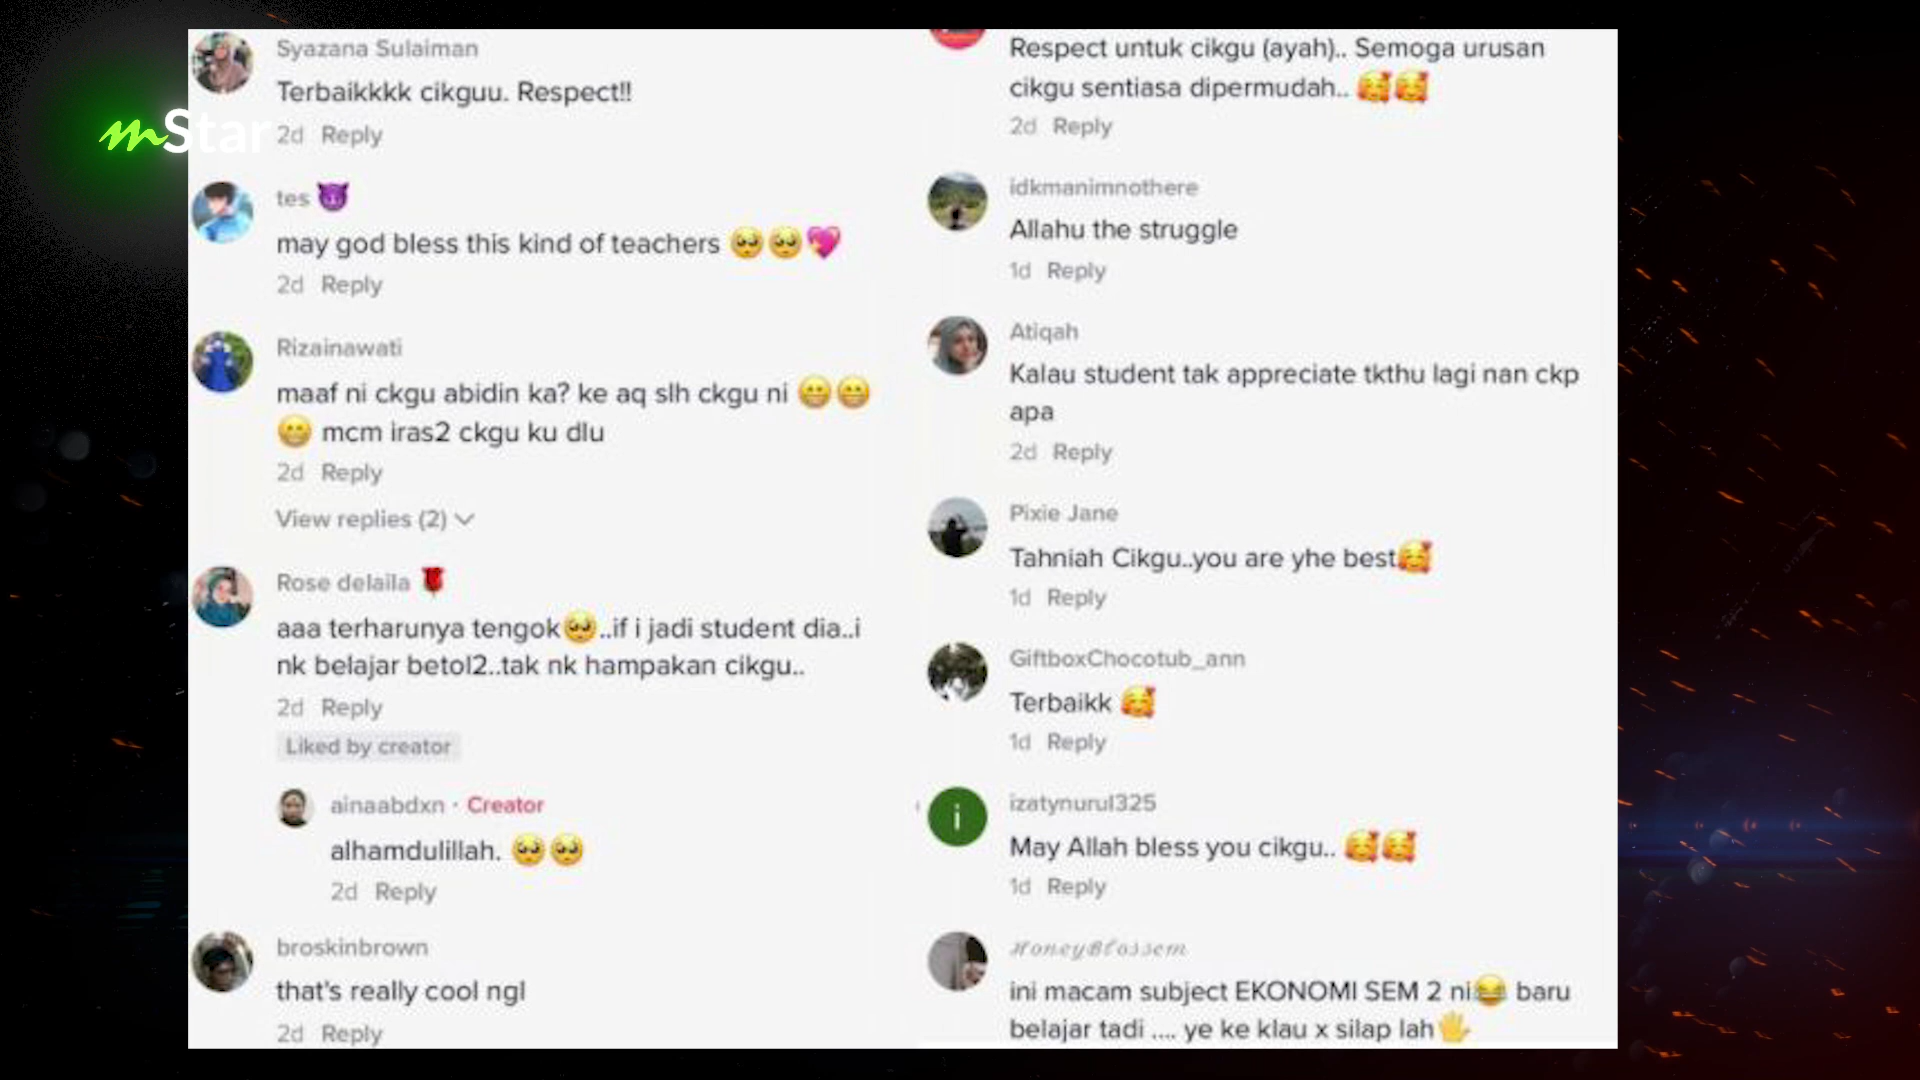 mStar
Syazana Sulaiman
Terbaikkkk cikguu. Respect!!
2d Reply
tes 😈
may god bless this kind of teachers 🥺🥺💖
2d Reply
Rizainawati
maaf ni ckgu abidin ka? ke aq slh ckgu ni 😁😁
😁 mcm iras2 ckgu ku dlu
2d Reply
View replies (2)
Rose delaila 🌹
aaa terharunya tengok🥺..if i jadi student dia..i
nk belajar betol2..tak nk hampakan cikgu..
2d Reply
Liked by creator
ainaabdxn · Creator
alhamdulillah. 🥺🥺
2d Reply
broskinbrown
that's really cool ngl
2d Reply
Respect untuk cikgu (ayah).. Semoga urusan
cikgu sentiasa dipermudah.. 🥰🥰
2d Reply
idkmanimnothere
Allahu the struggle
1d Reply
Atiqah
Kalau student tak appreciate tkthu lagi nan ckp
apa
2d Reply
Pixie Jane
Tahniah Cikgu..you are yhe best🥰
1d Reply
GiftboxChocotub_ann
Terbaikk 🥰
1d Reply
i
izatynurul325
May Allah bless you cikgu.. 🥰🥰
1d Reply
HoneyBlossem
ini macam subject EKONOMI SEM 2 ni😂 baru
belajar tadi .... ye ke klau x silap lah🖐